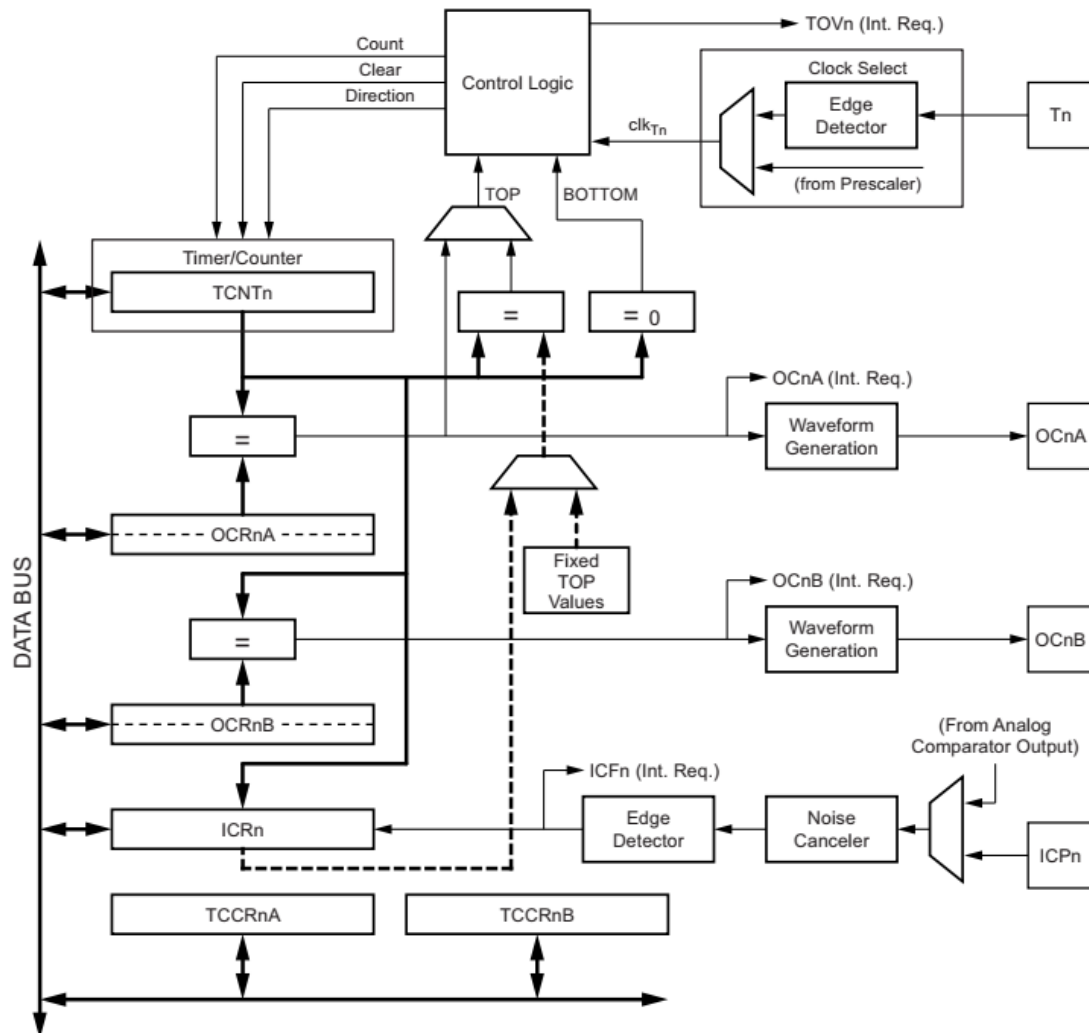 TOVn (Int. Req.)
Count
Clear
Direction
Control Logic
Clock Select
Edge
Detector
Tn
clkTn
(from Prescaler)
TOP
BOTTOM
Timer/Counter
TCNTn
=
= 0
OCnA (Int. Req.)
=
Waveform
Generation
OCnA
OCRnA
Fixed
TOP
Values
OCnB (Int. Req.)
=
Waveform
Generation
OCnB
DATA BUS
OCRnB
(From Analog
Comparator Output)
ICFn (Int. Req.)
ICRn
Edge
Detector
Noise
Canceler
ICPn
TCCRnA
TCCRnB